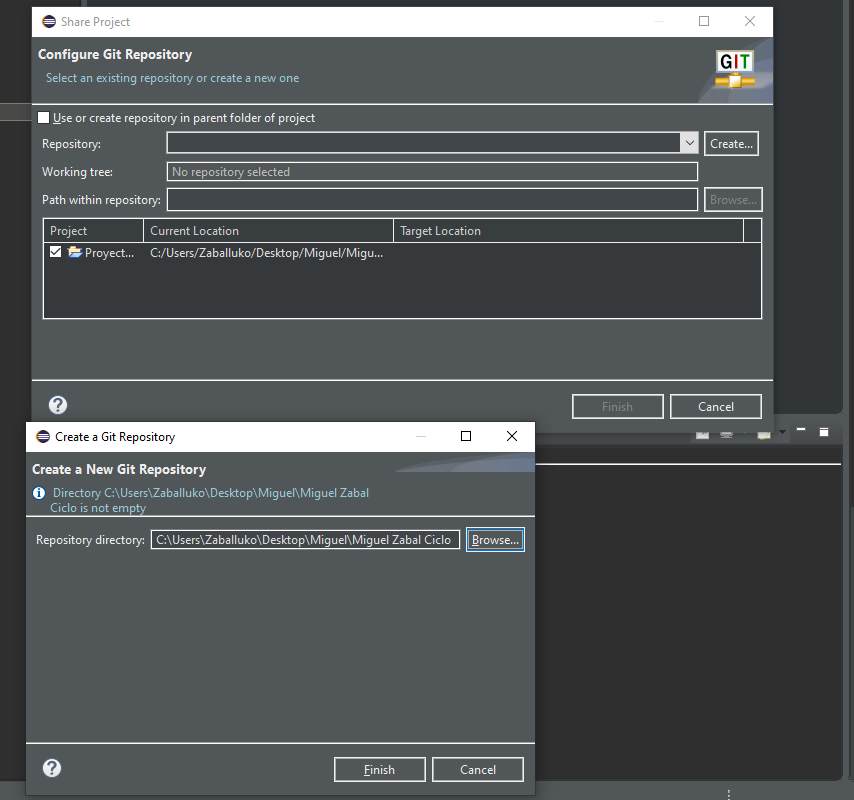 Share Project
Configure Git Repository
Select an existing repository or create a new one
GIT
Use or create repository in parent folder of project
Repository:
Create...
Working tree:
No repository selected
Path within repository:
Browse...
Project
Current Location
Target Location
Proyect...
C:/Users/Zaballuko/Desktop/Miguel/Migu...
Finish
Cancel
Create a Git Repository
Create a New Git Repository
Directory C:\Users\Zaballuko\Desktop\Miguel\Miguel Zabal
Ciclo is not empty
Repository directory:
C:\Users\Zaballuko\Desktop\Miguel\Miguel Zabal Ciclo
Browse...
Finish
Cancel